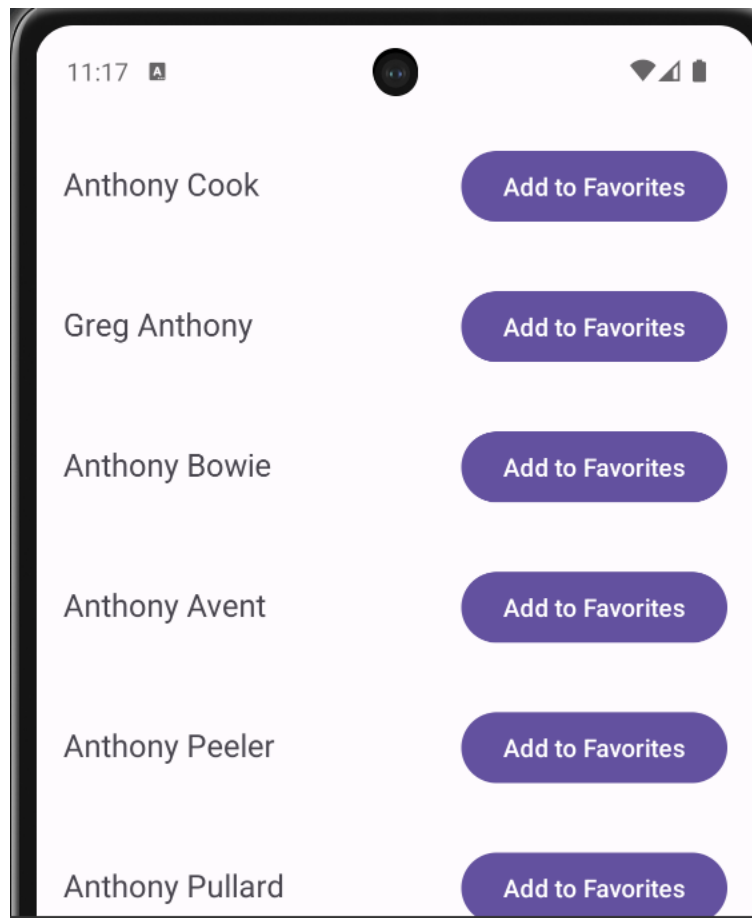 11:17 A
Anthony Cook Add to Favorites
Greg Anthony Add to Favorites
Anthony Bowie Add to Favorites
Anthony Avent Add to Favorites
Anthony Peeler Add to Favorites
Anthony Pullard Add to Favorites